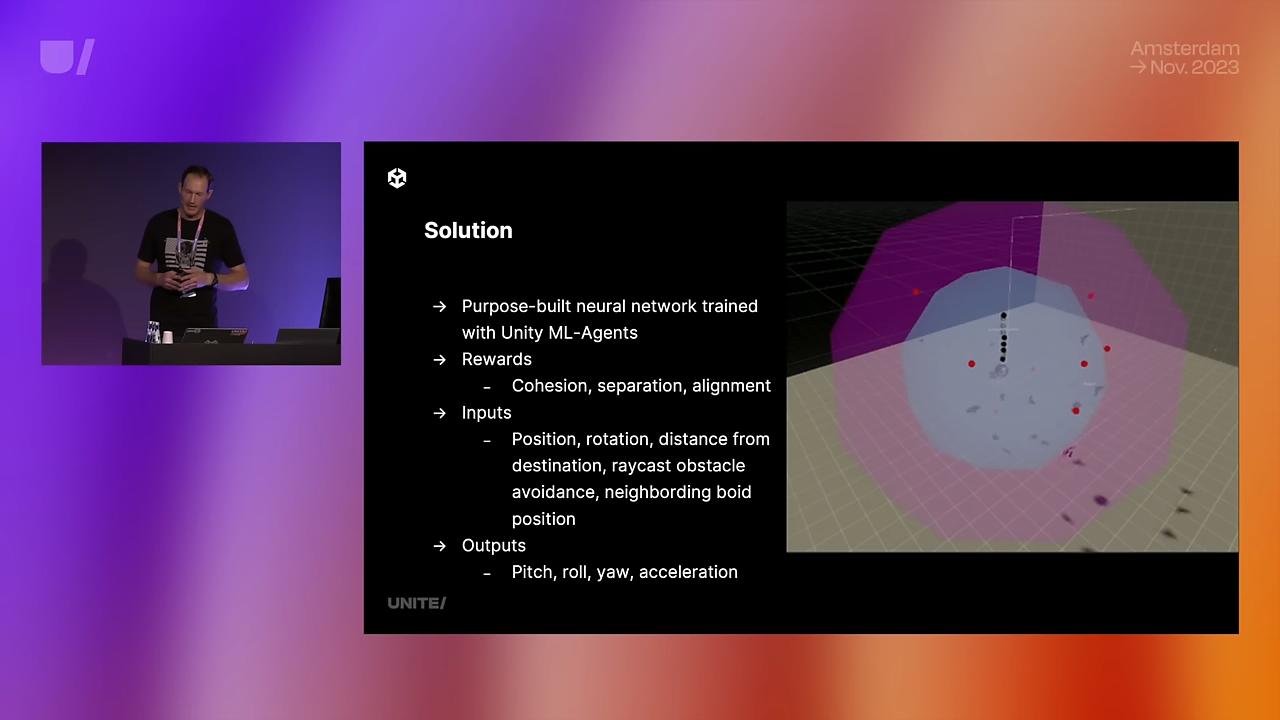 Amsterdam
→ Nov. 2023
Solution
→ Purpose-built neural network trained
with Unity ML-Agents
→ Rewards
– Cohesion, separation, alignment
→ Inputs
– Position, rotation, distance from
destination, raycast obstacle
avoidance, neighbording boid
position
→ Outputs
– Pitch, roll, yaw, acceleration
UNITE/